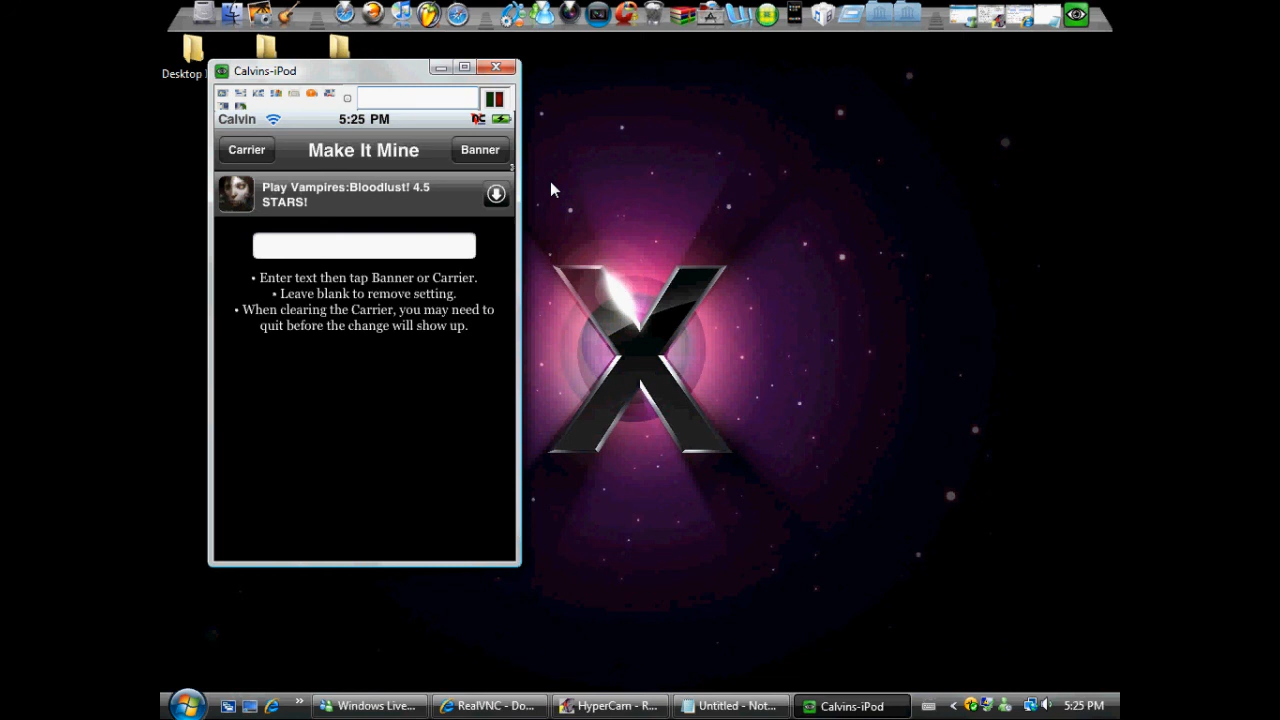 Desktop
Calvins-iPod
Calvin 5:25 PM
Carrier Make It Mine Banner
Play Vampires:Bloodlust! 4.5
STARS!
• Enter text then tap Banner or Carrier.
• Leave blank to remove setting.
• When clearing the Carrier, you may need to
quit before the change will show up.
X
Windows Live... RealVNC - Do... HyperCam - R... Untitled - Not... Calvins-iPod 5:25 PM